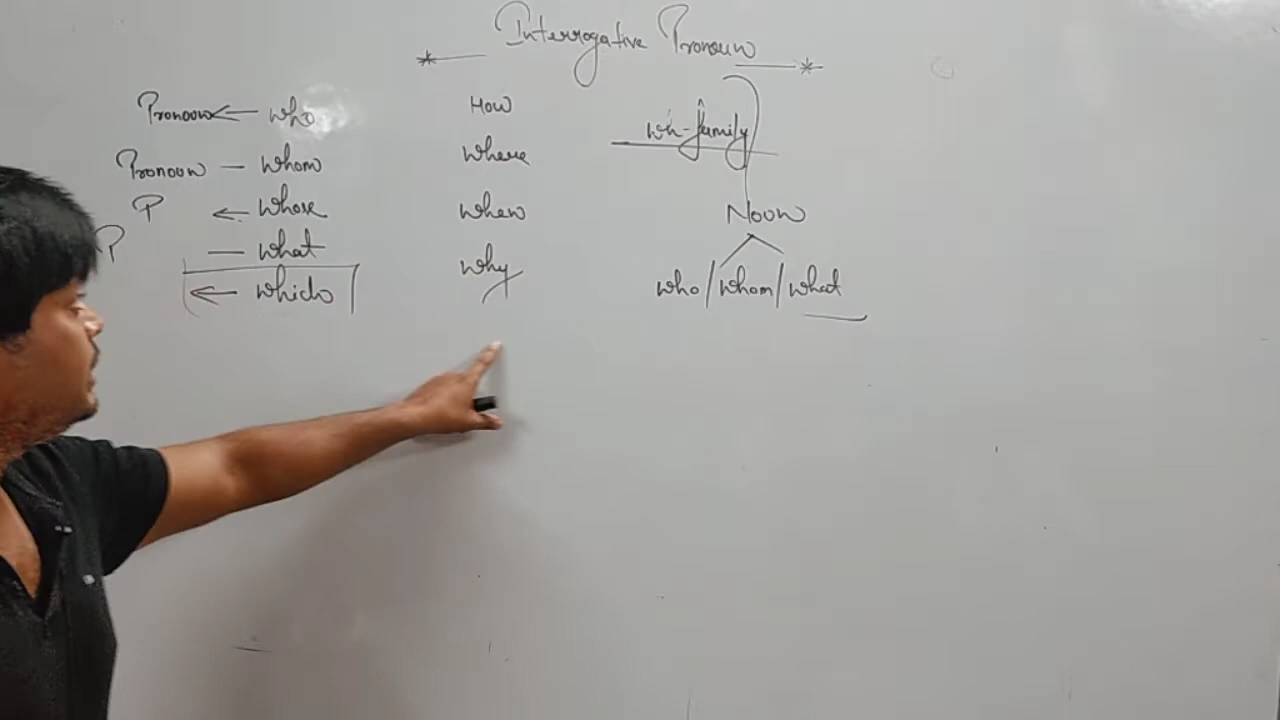 Interrogative Pronoun
Pronoun ← who
Pronoun — whom
P ← whose
P — what
← which
How
where
when
why
wh-family
Noun
who / whom / what